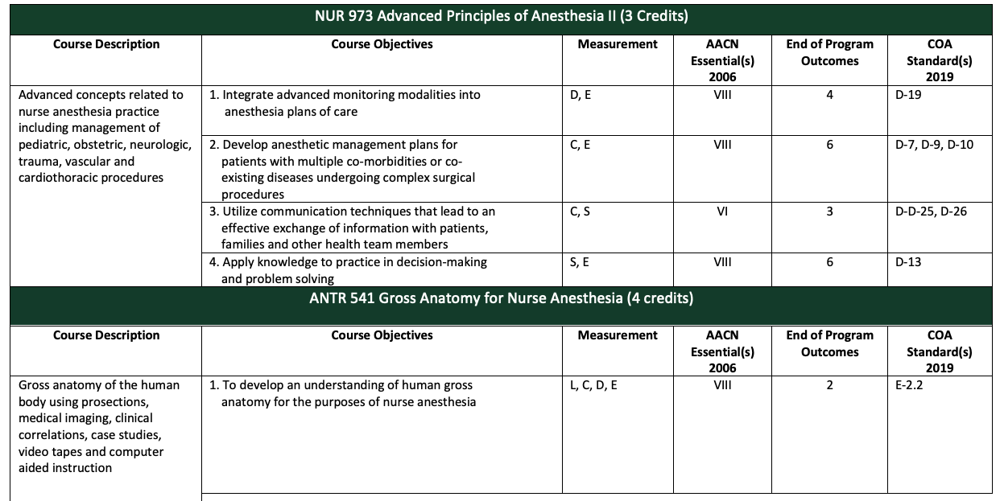 NUR 973 Advanced Principles of Anesthesia II (3 Credits)
Course Description
Course Objectives
Measurement
AACN
Essential(s)
2006
End of Program
Outcomes
COA
Standard(s)
2019
Advanced concepts related to
nurse anesthesia practice
including management of
pediatric, obstetric, neurologic,
trauma, vascular and
cardiothoracic procedures
1. Integrate advanced monitoring modalities into
anesthesia plans of care
D, E
VIII
4
D-19
2. Develop anesthetic management plans for
patients with multiple co-morbidities or co-
existing diseases undergoing complex surgical
procedures
C, E
VIII
6
D-7, D-9, D-10
3. Utilize communication techniques that lead to an
effective exchange of information with patients,
families and other health team members
C, S
VI
3
D-D-25, D-26
4. Apply knowledge to practice in decision-making
and problem solving
S, E
VIII
6
D-13
ANTR 541 Gross Anatomy for Nurse Anesthesia (4 credits)
Course Description
Course Objectives
Measurement
AACN
Essential(s)
2006
End of Program
Outcomes
COA
Standard(s)
2019
Gross anatomy of the human
body using prosections,
medical imaging, clinical
correlations, case studies,
video tapes and computer
aided instruction
1. To develop an understanding of human gross
anatomy for the purposes of nurse anesthesia
L, C, D, E
VIII
2
E-2.2